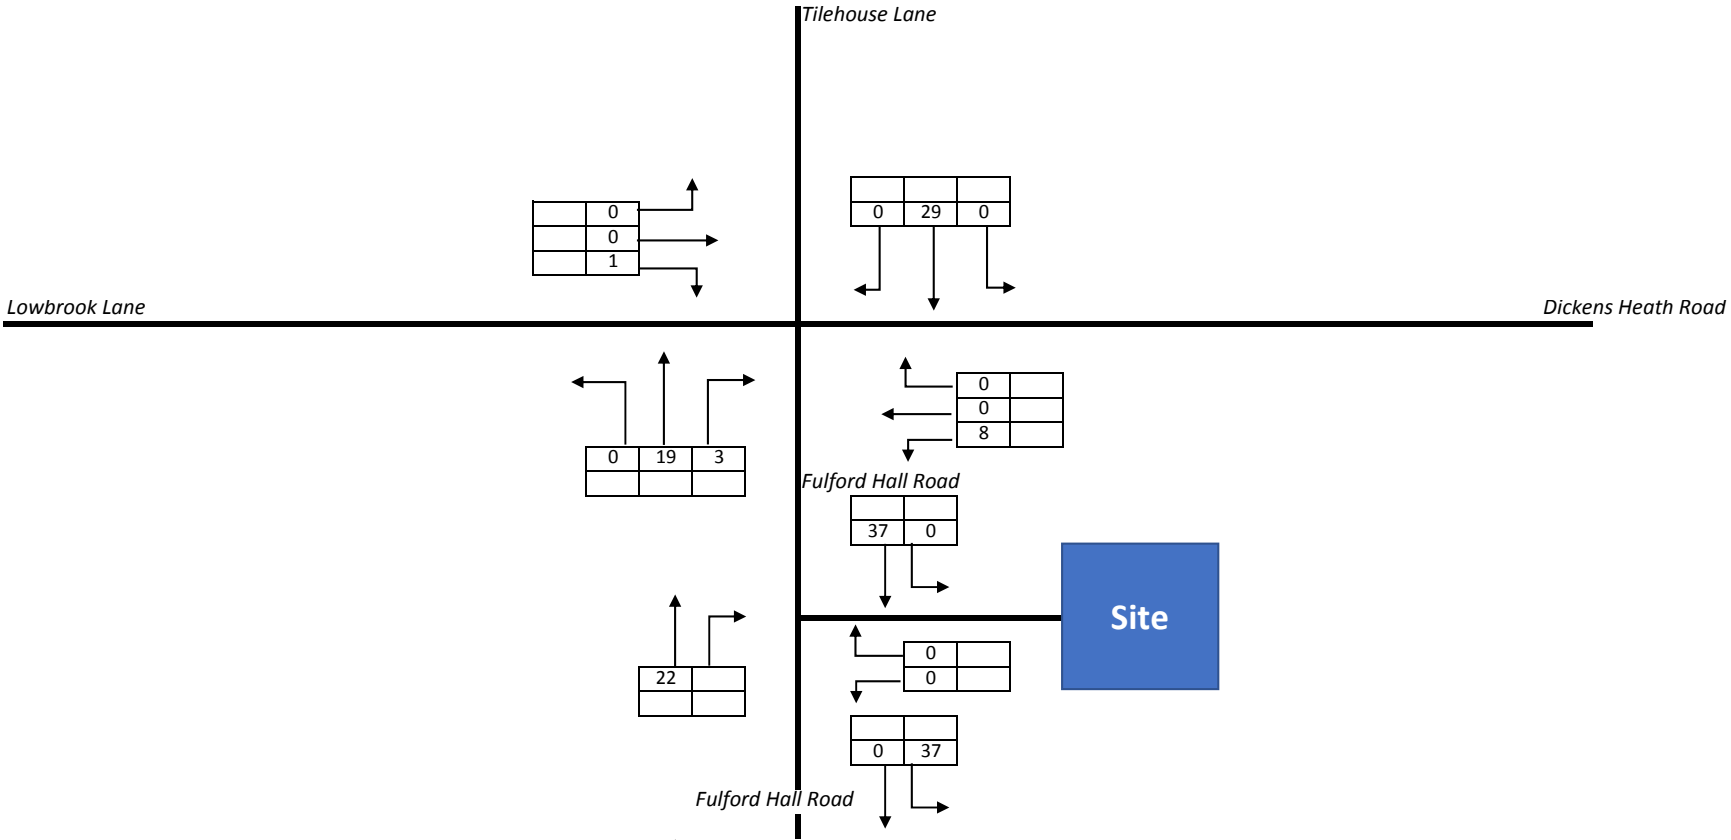 Tilehouse Lane
0 29 0
0
0
1
Lowbrook Lane
Dickens Heath Road
0
0
8
0 19 3
Fulford Hall Road
37 0
Site
0
0
22
0 37
Fulford Hall Road